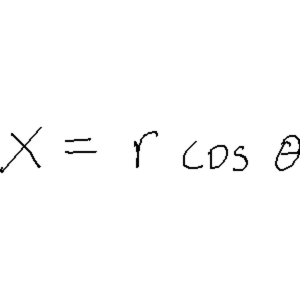 X = r cos θ